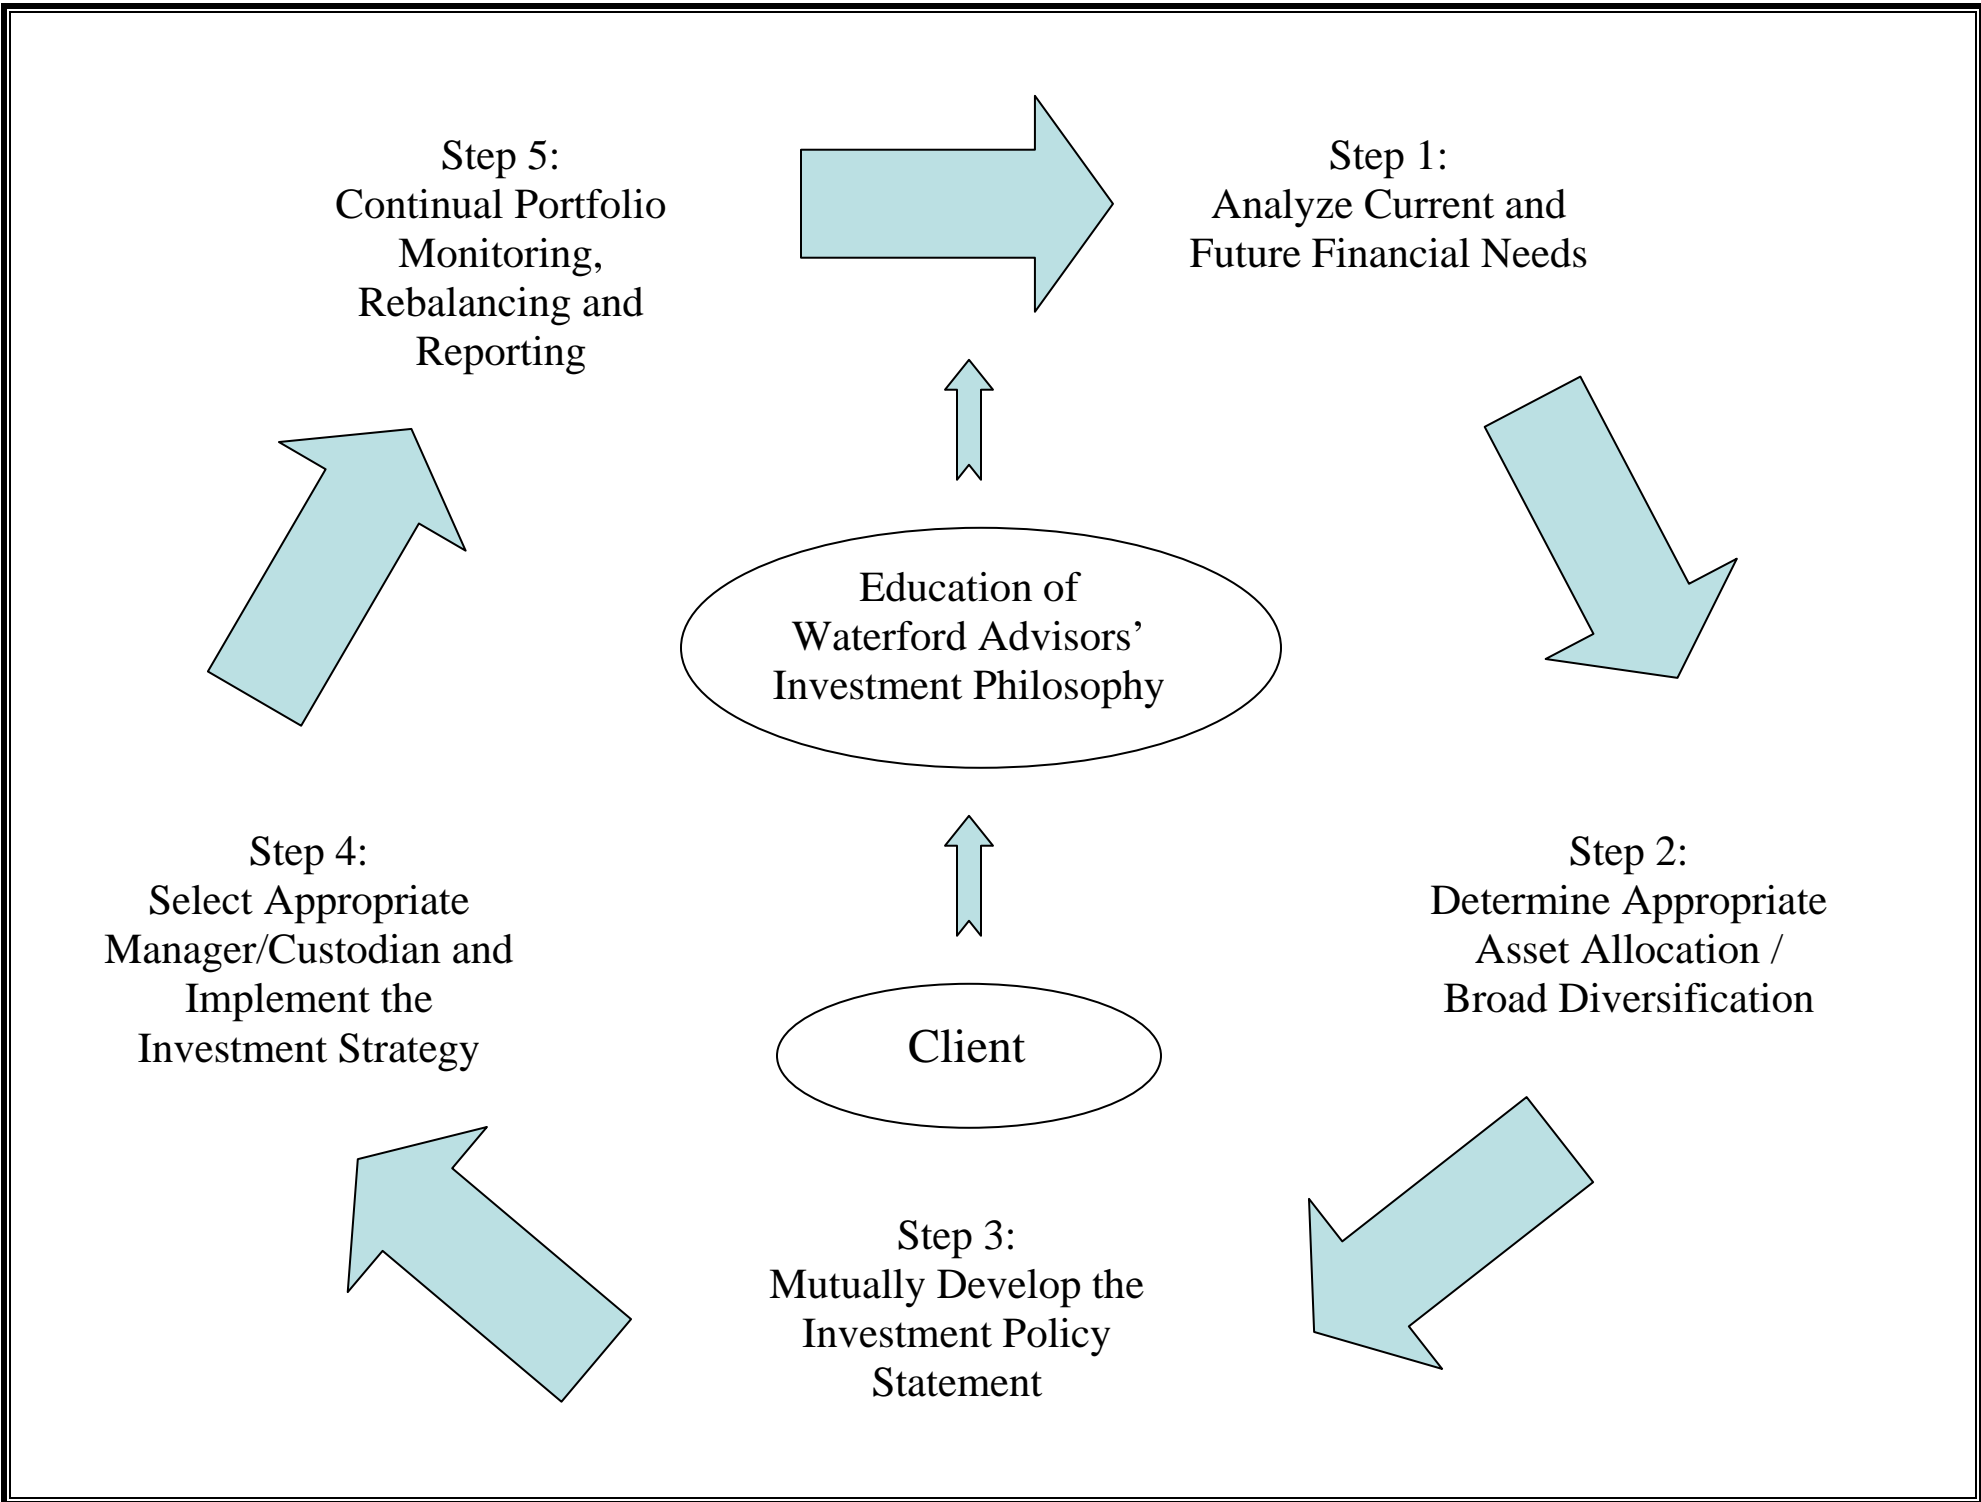 Step 5:
Continual Portfolio
Monitoring,
Rebalancing and
Reporting
Step 1:
Analyze Current and
Future Financial Needs
Education of
Waterford Advisors’
Investment Philosophy
Step 4:
Select Appropriate
Manager/Custodian and
Implement the
Investment Strategy
Step 2:
Determine Appropriate
Asset Allocation /
Broad Diversification
Client
Step 3:
Mutually Develop the
Investment Policy
Statement